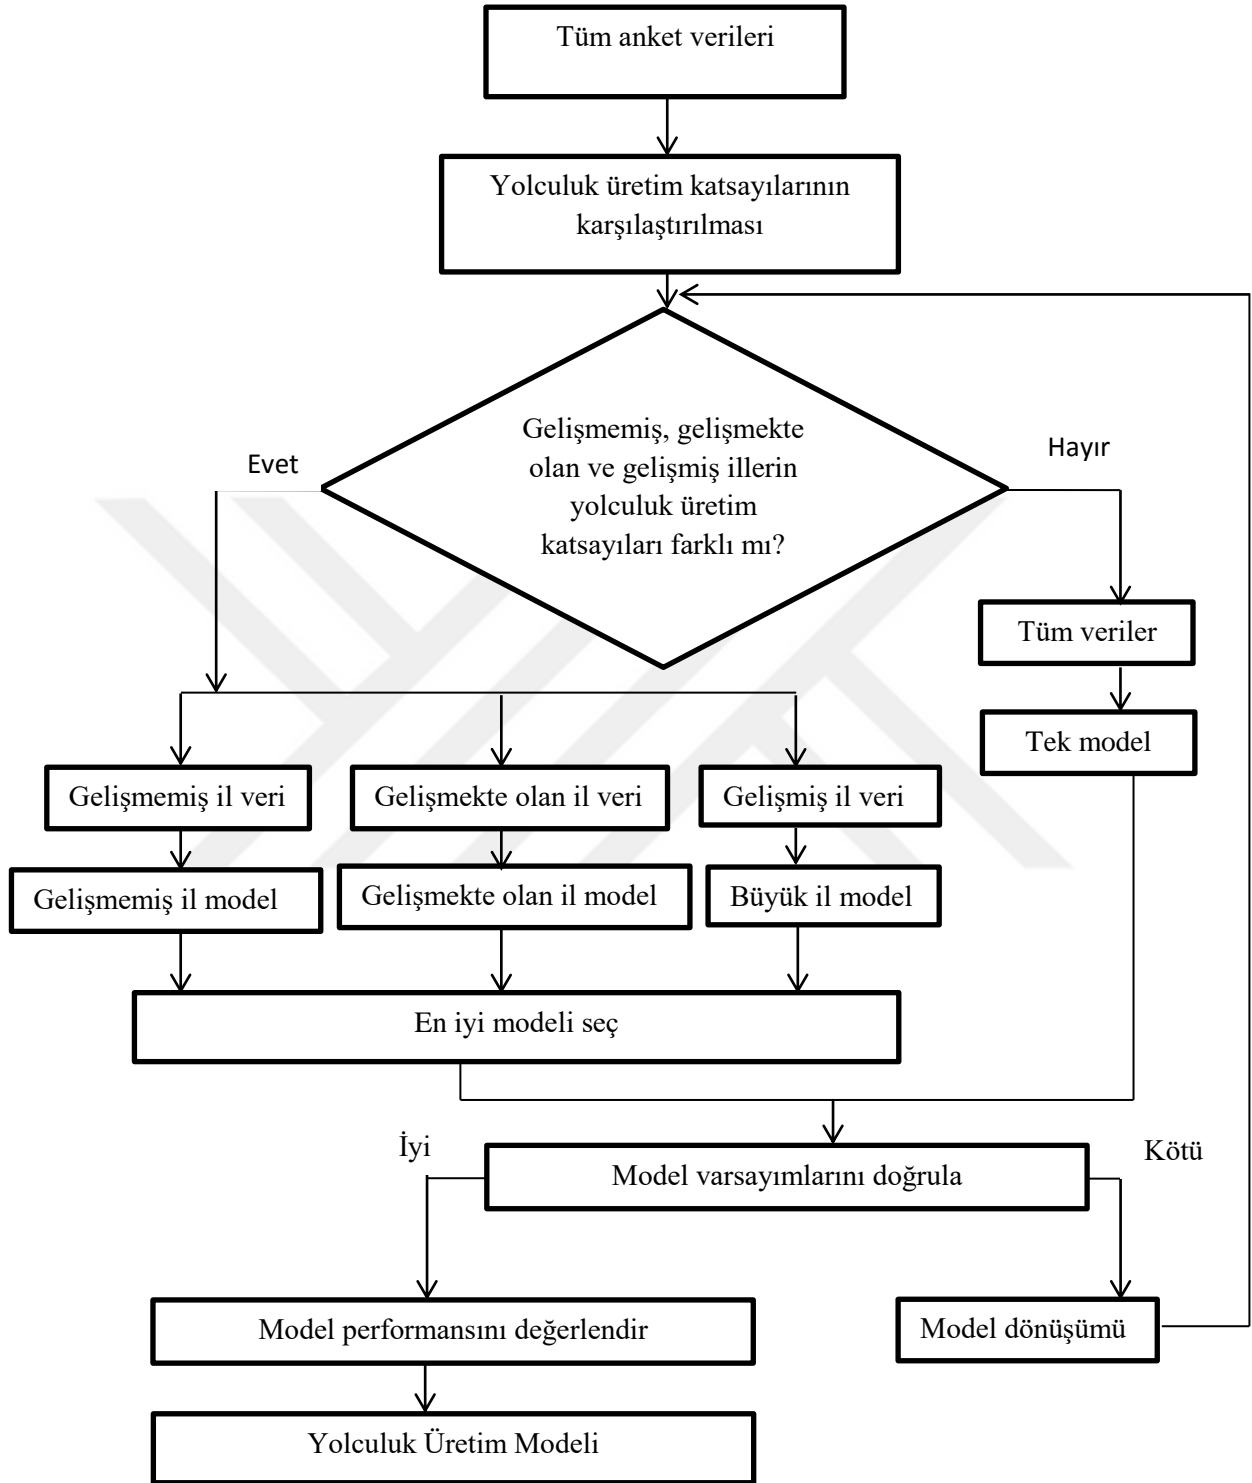 Tüm anket verileri
Yolculuk üretim katsayılarının
karşılaştırılması
Gelişmemiş, gelişmekte
olan ve gelişmiş illerin
yolculuk üretim
katsayıları farklı mı?
Evet
Hayır
Tüm veriler
Tek model
Gelişmemiş il veri
Gelişmekte olan il veri
Gelişmiş il veri
Gelişmemiş il model
Gelişmekte olan il model
Büyük il model
En iyi modeli seç
İyi
Model varsayımlarını doğrula
Kötü
Model performansını değerlendir
Model dönüşümü
Yolculuk Üretim Modeli